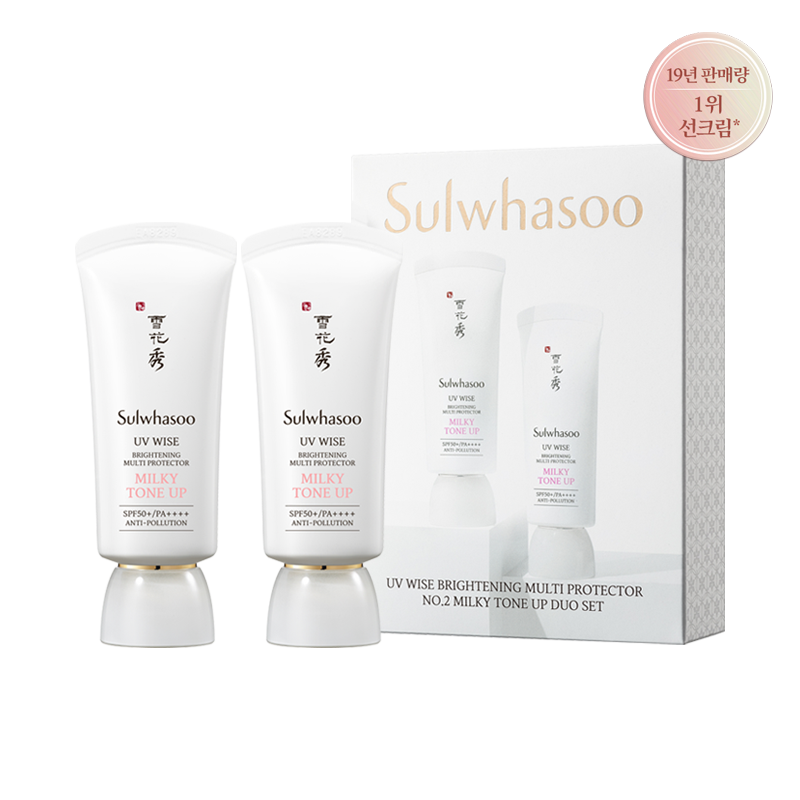 19년 판매량
1위
선크림*
Sulwhasoo
雪
花
秀
Sulwhasoo
UV WISE
BRIGHTENING
MULTI PROTECTOR
MILKY
TONE UP
SPF50+/PA++++
ANTI-POLLUTION
雪
花
秀
Sulwhasoo
UV WISE
BRIGHTENING
MULTI PROTECTOR
MILKY
TONE UP
SPF50+/PA++++
ANTI-POLLUTION
雪
花
秀
Sulwhasoo
UV WISE
BRIGHTENING
MULTI PROTECTOR
MILKY
TONE UP
SPF50+/PA++++
ANTI-POLLUTION
雪
花
秀
Sulwhasoo
UV WISE
BRIGHTENING
MULTI PROTECTOR
MILKY
TONE UP
SPF50+/PA++++
ANTI-POLLUTION
UV WISE BRIGHTENING MULTI PROTECTOR
NO.2 MILKY TONE UP DUO SET